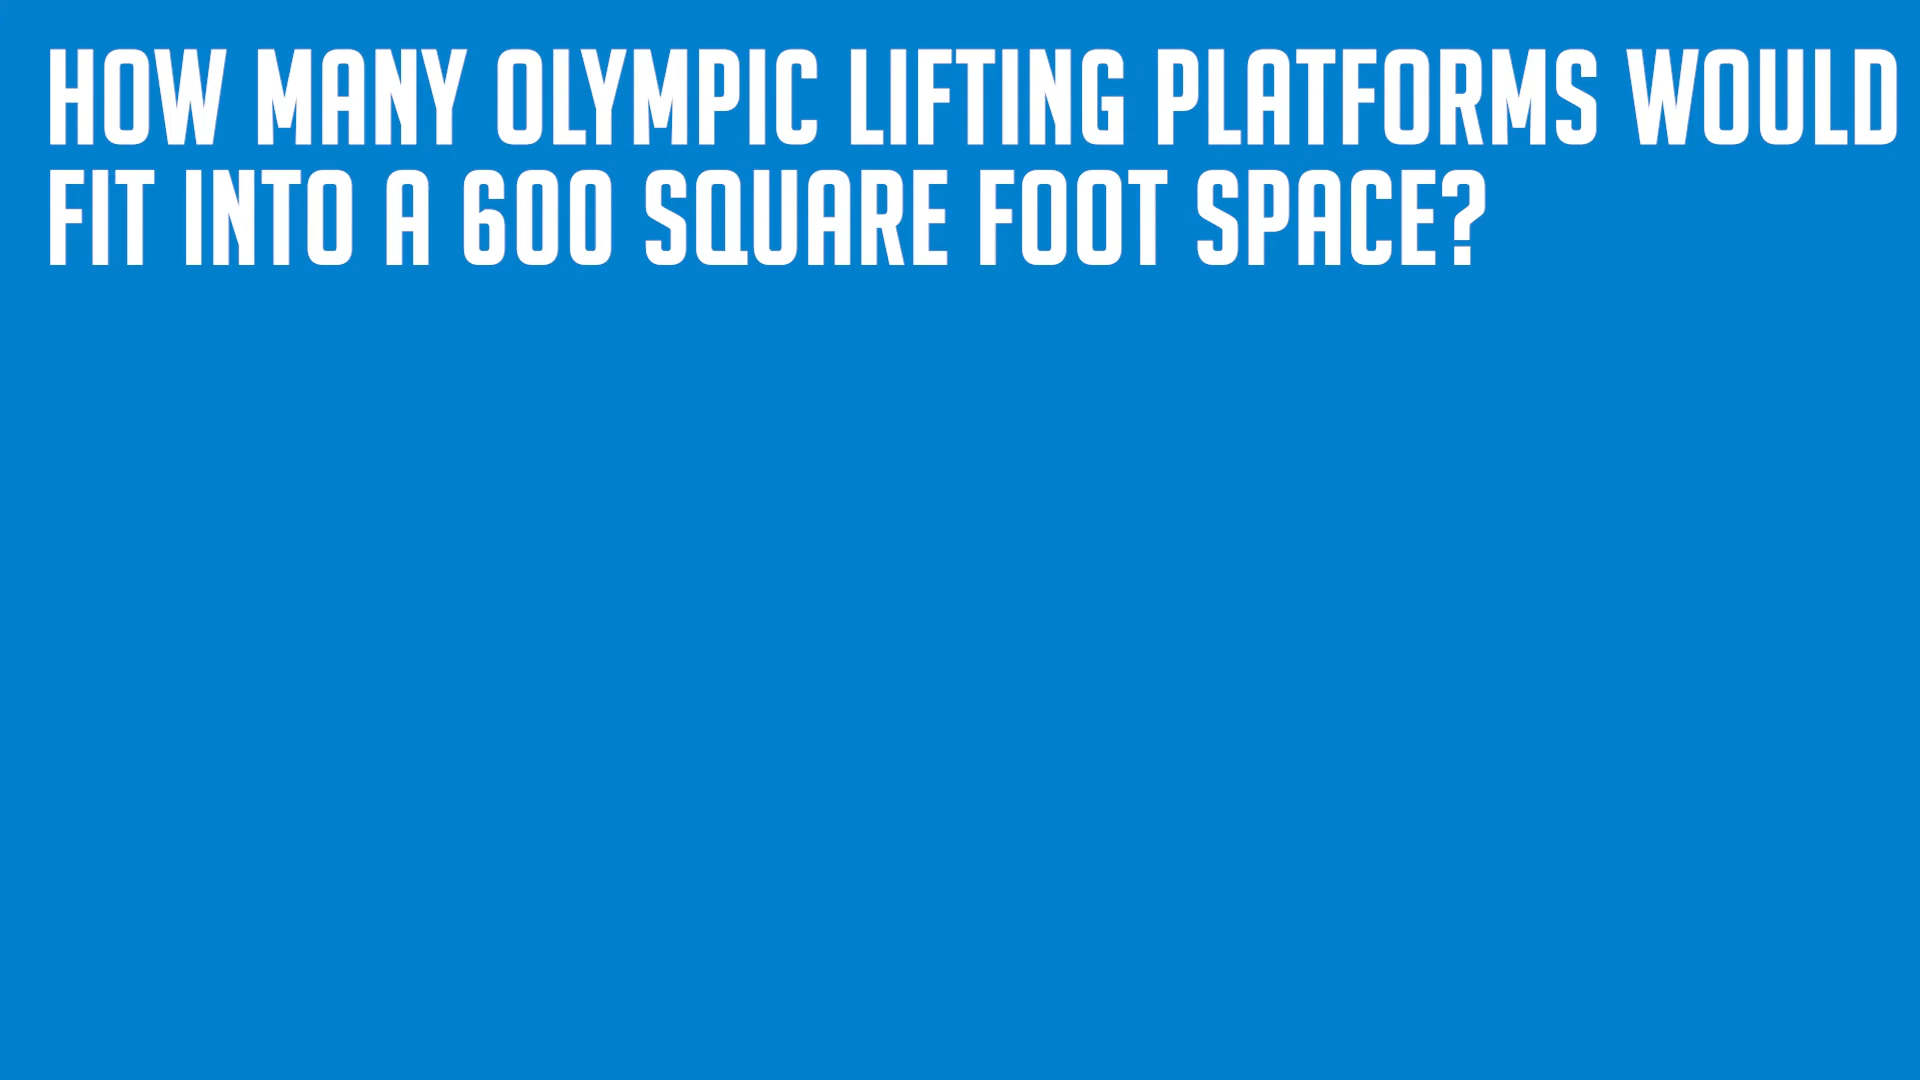 HOW MANY OLYMPIC LIFTING PLATFORMS WOULD
FIT INTO A 600 SQUARE FOOT SPACE?